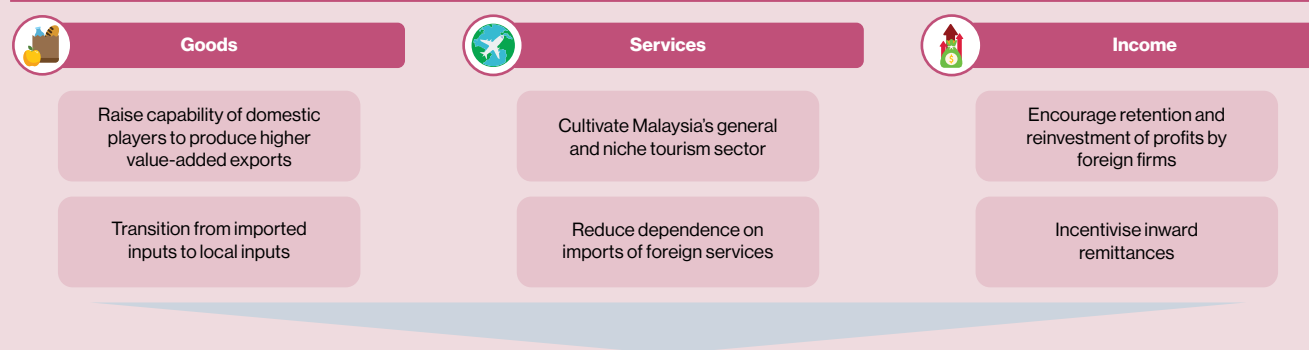 Goods
Raise capability of domestic
players to produce higher
value-added exports
Transition from imported
inputs to local inputs
Services
Cultivate Malaysia's general
and niche tourism sector
Reduce dependence on
imports of foreign services
Income
Encourage retention and
reinvestment of profits by
foreign firms
Incentivise inward
remittances